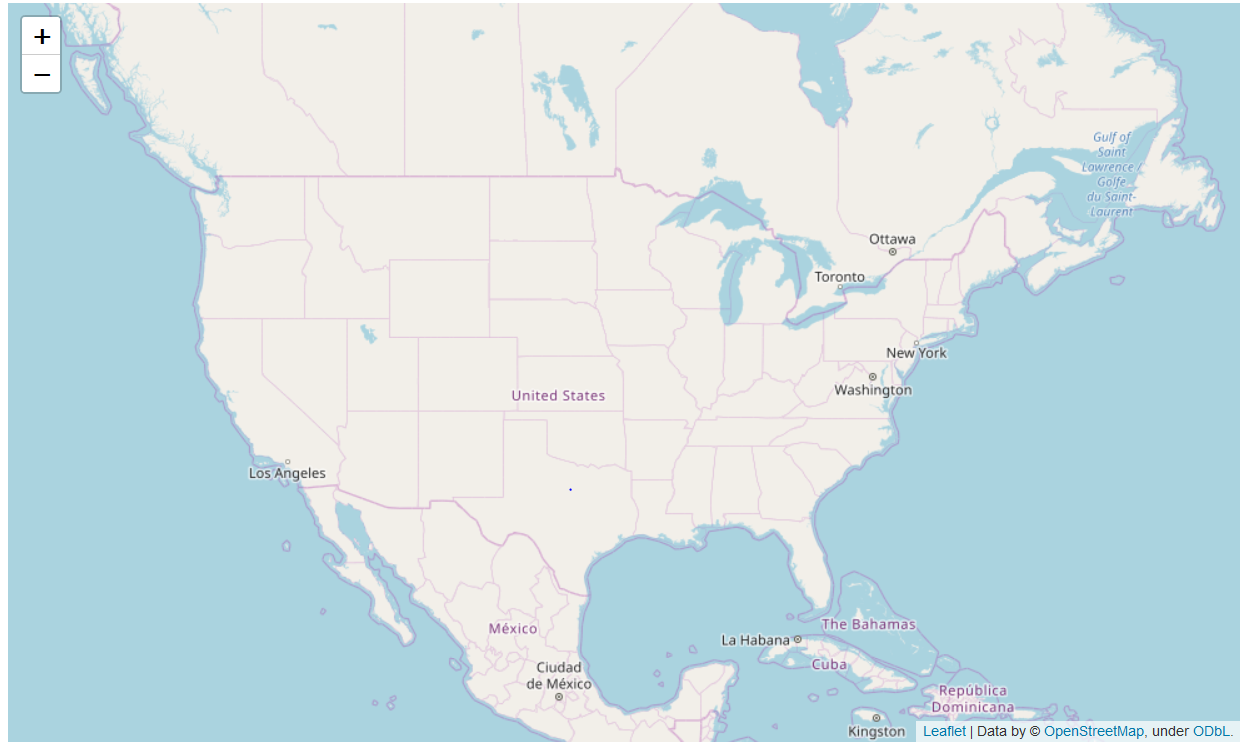 +
−
Gulf of
Saint
Lawrence /
Golfe
du Saint-
Laurent
Ottawa
Toronto
New York
Washington
United States
Los Angeles
México
Ciudad
de México
La Habana
The Bahamas
Cuba
República
Dominicana
Kingston
Leaflet | Data by © OpenStreetMap, under ODbL.